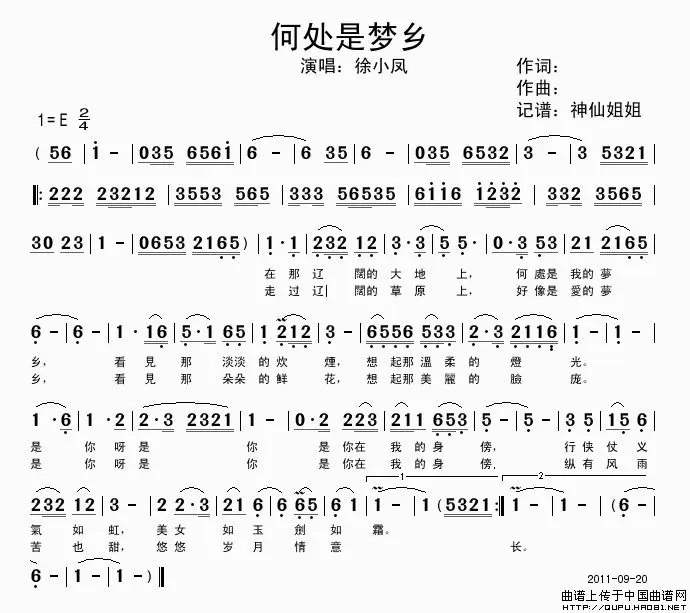 何处是梦乡
演唱：徐小凤
作词：
作曲：
记谱：神仙姐姐
1=E 2/4
( 56 | 1 - | 035 6561 | 6 - | 6 35 | 6 - | 035 6532 | 3 - | 3 5321 |
‖: 222 23212 | 3553 565 | 333 56535 | 6116 1232 | 332 3565 |
30 23 | 1 - | 0653 2165 ) | 1 · 1 | 232 12 | 3 · 3 | 5 5 · | 0 · 3 53 | 21 2165 |
在 那 辽 闊的 大 地 上， 何 處是 我的 夢
走 过 辽 闊的 草 原 上， 好 像是 愛的 夢
6 - | 6 - | 1 · 16 | 5 · 1 65 | 1 212 | 3 - | 6556 533 | 2 · 3 2116 | 1 - | 1 - |
乡， 看 見 那 淡淡 的 炊 煙， 想 起那 溫 柔 的 燈 光。
乡， 看 見 那 朵朵 的 鲜 花， 想 起那 美 麗 的 臉 庞。
1 · 6 | 1 · 2 | 2 · 3 2321 | 1 - | 0 · 2 223 | 211 653 | 5 - | 5 - | 3 5 | 15 6 |
是 你 呀 是 你 是 你在 我 的 身 傍， 行 侠 仗 义
是 你 呀 是 你 是 你在 我 的 身 傍， 纵 有 风 雨
232 12 | 3 - | 2 2 · 3 | 21 6 | 6 65 | 6 1 | 1 - | 1 (5321 :‖ 1 - | 1 - | (6 - |
1 2
氣 如 虹， 美 女 如 玉 劍 如 霜。
苦 也 甜， 悠 悠 岁 月 情 意 长。
6 - | 1 - | 1 - ) ‖
2011-09-20
曲谱上传于中国曲谱网
http://QUPU.HAO81.NET